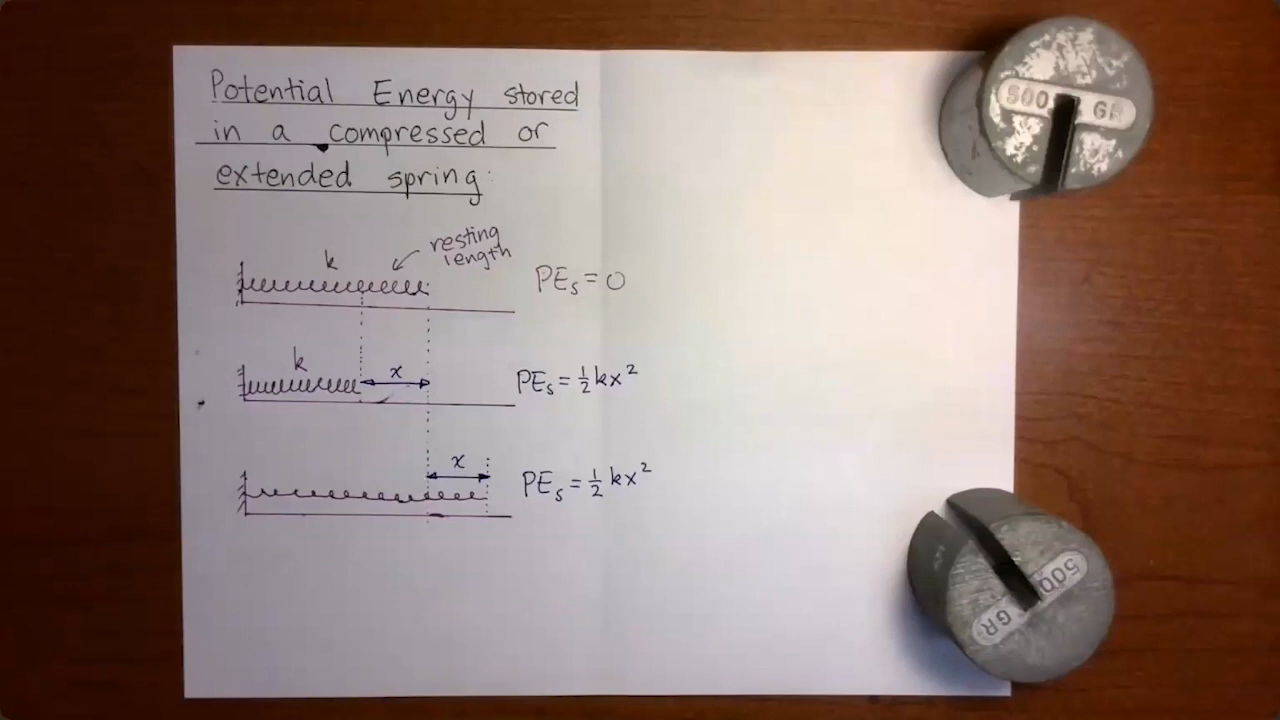 Potential Energy stored
in a compressed or
extended spring:
k
resting
length
PEs = 0
k
x
PEs = ½kx²
x
PEs = ½kx²
500 GR
500 GR